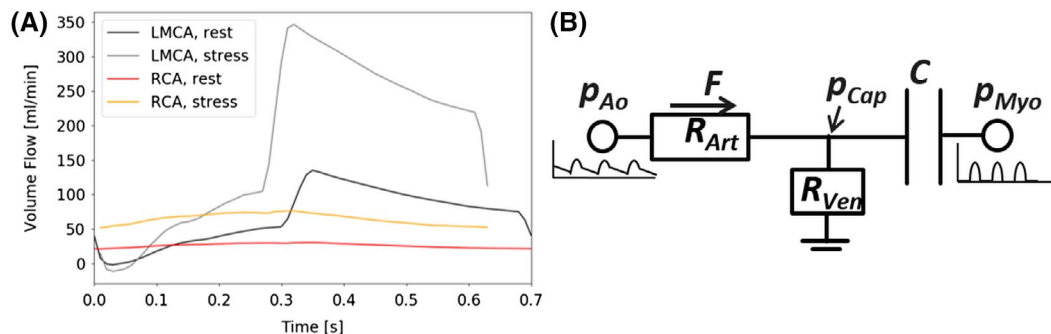 (A)
350
300
250
200
150
100
50
0
Volume Flow [ml/min]
LMCA, rest
LMCA, stress
RCA, rest
RCA, stress
0.0 0.1 0.2 0.3 0.4 0.5 0.6 0.7
Time [s]
(B)
p_Ao
F
R_Art
p_Cap
C
p_Myo
R_Ven